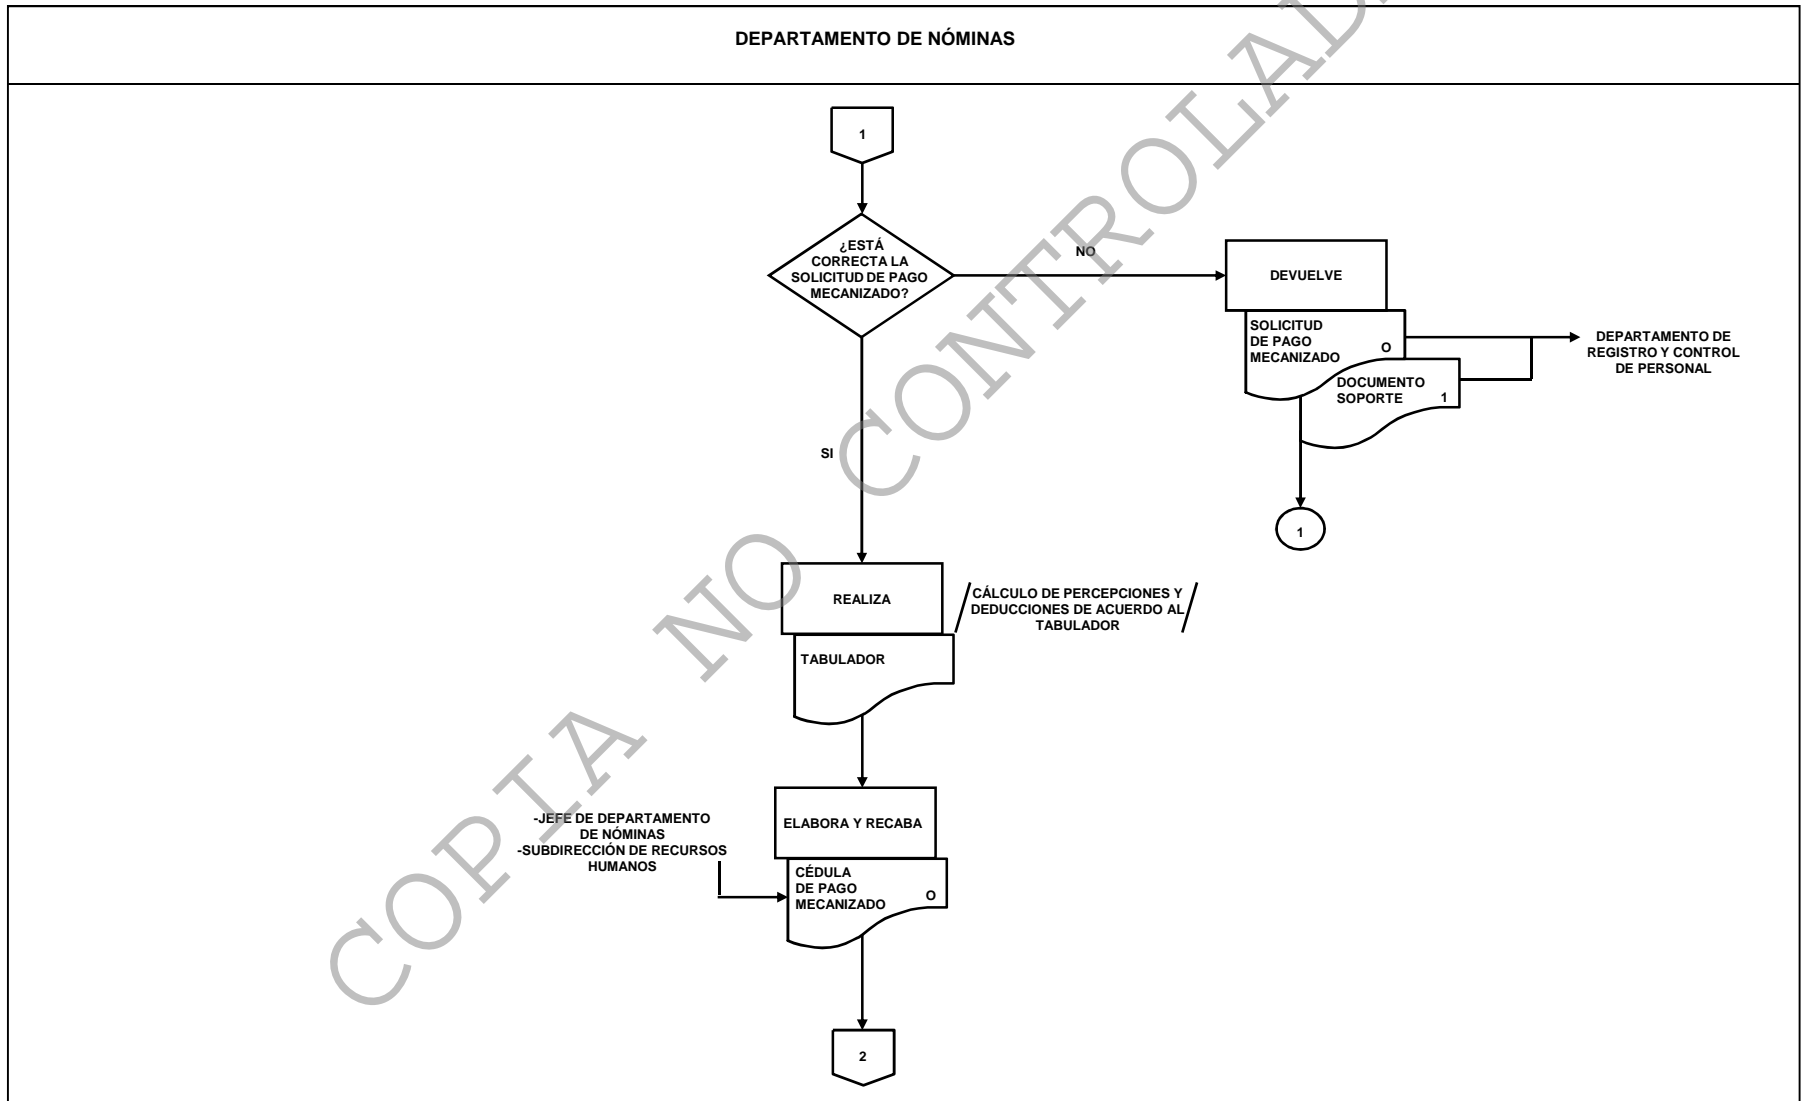 DEPARTAMENTO DE NÓMINAS
1
¿ESTÁ
CORRECTA LA
SOLICITUD DE PAGO
MECANIZADO?
NO
DEVUELVE
SOLICITUD
DE PAGO
MECANIZADO
O
DOCUMENTO
SOPORTE
1
DEPARTAMENTO DE
REGISTRO Y CONTROL
DE PERSONAL
1
SI
REALIZA
/CÁLCULO DE PERCEPCIONES Y
DEDUCCIONES DE ACUERDO AL
TABULADOR /
TABULADOR
ELABORA Y RECABA
-JEFE DE DEPARTAMENTO
DE NÓMINAS
-SUBDIRECCIÓN DE RECURSOS
HUMANOS
CÉDULA
DE PAGO
MECANIZADO
O
2
COPIA NO CONTROLAD